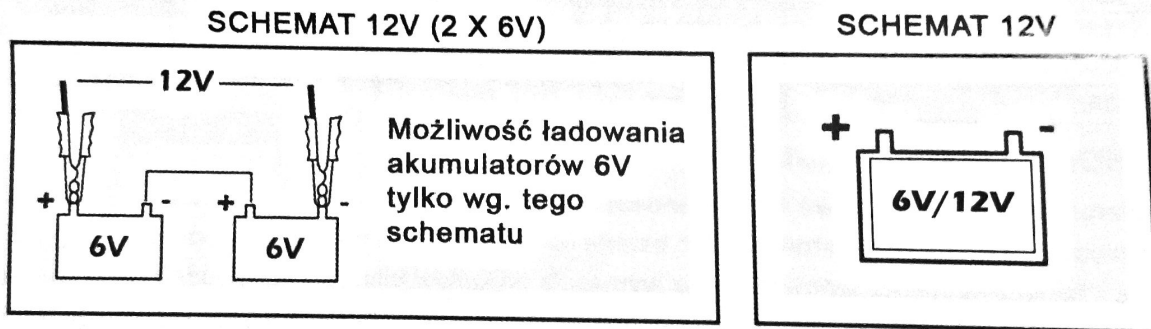 SCHEMAT 12V (2 X 6V)
12V
+ - + -
6V 6V
Możliwość ładowania
akumulatorów 6V
tylko wg. tego
schematu
SCHEMAT 12V
+ -
6V/12V